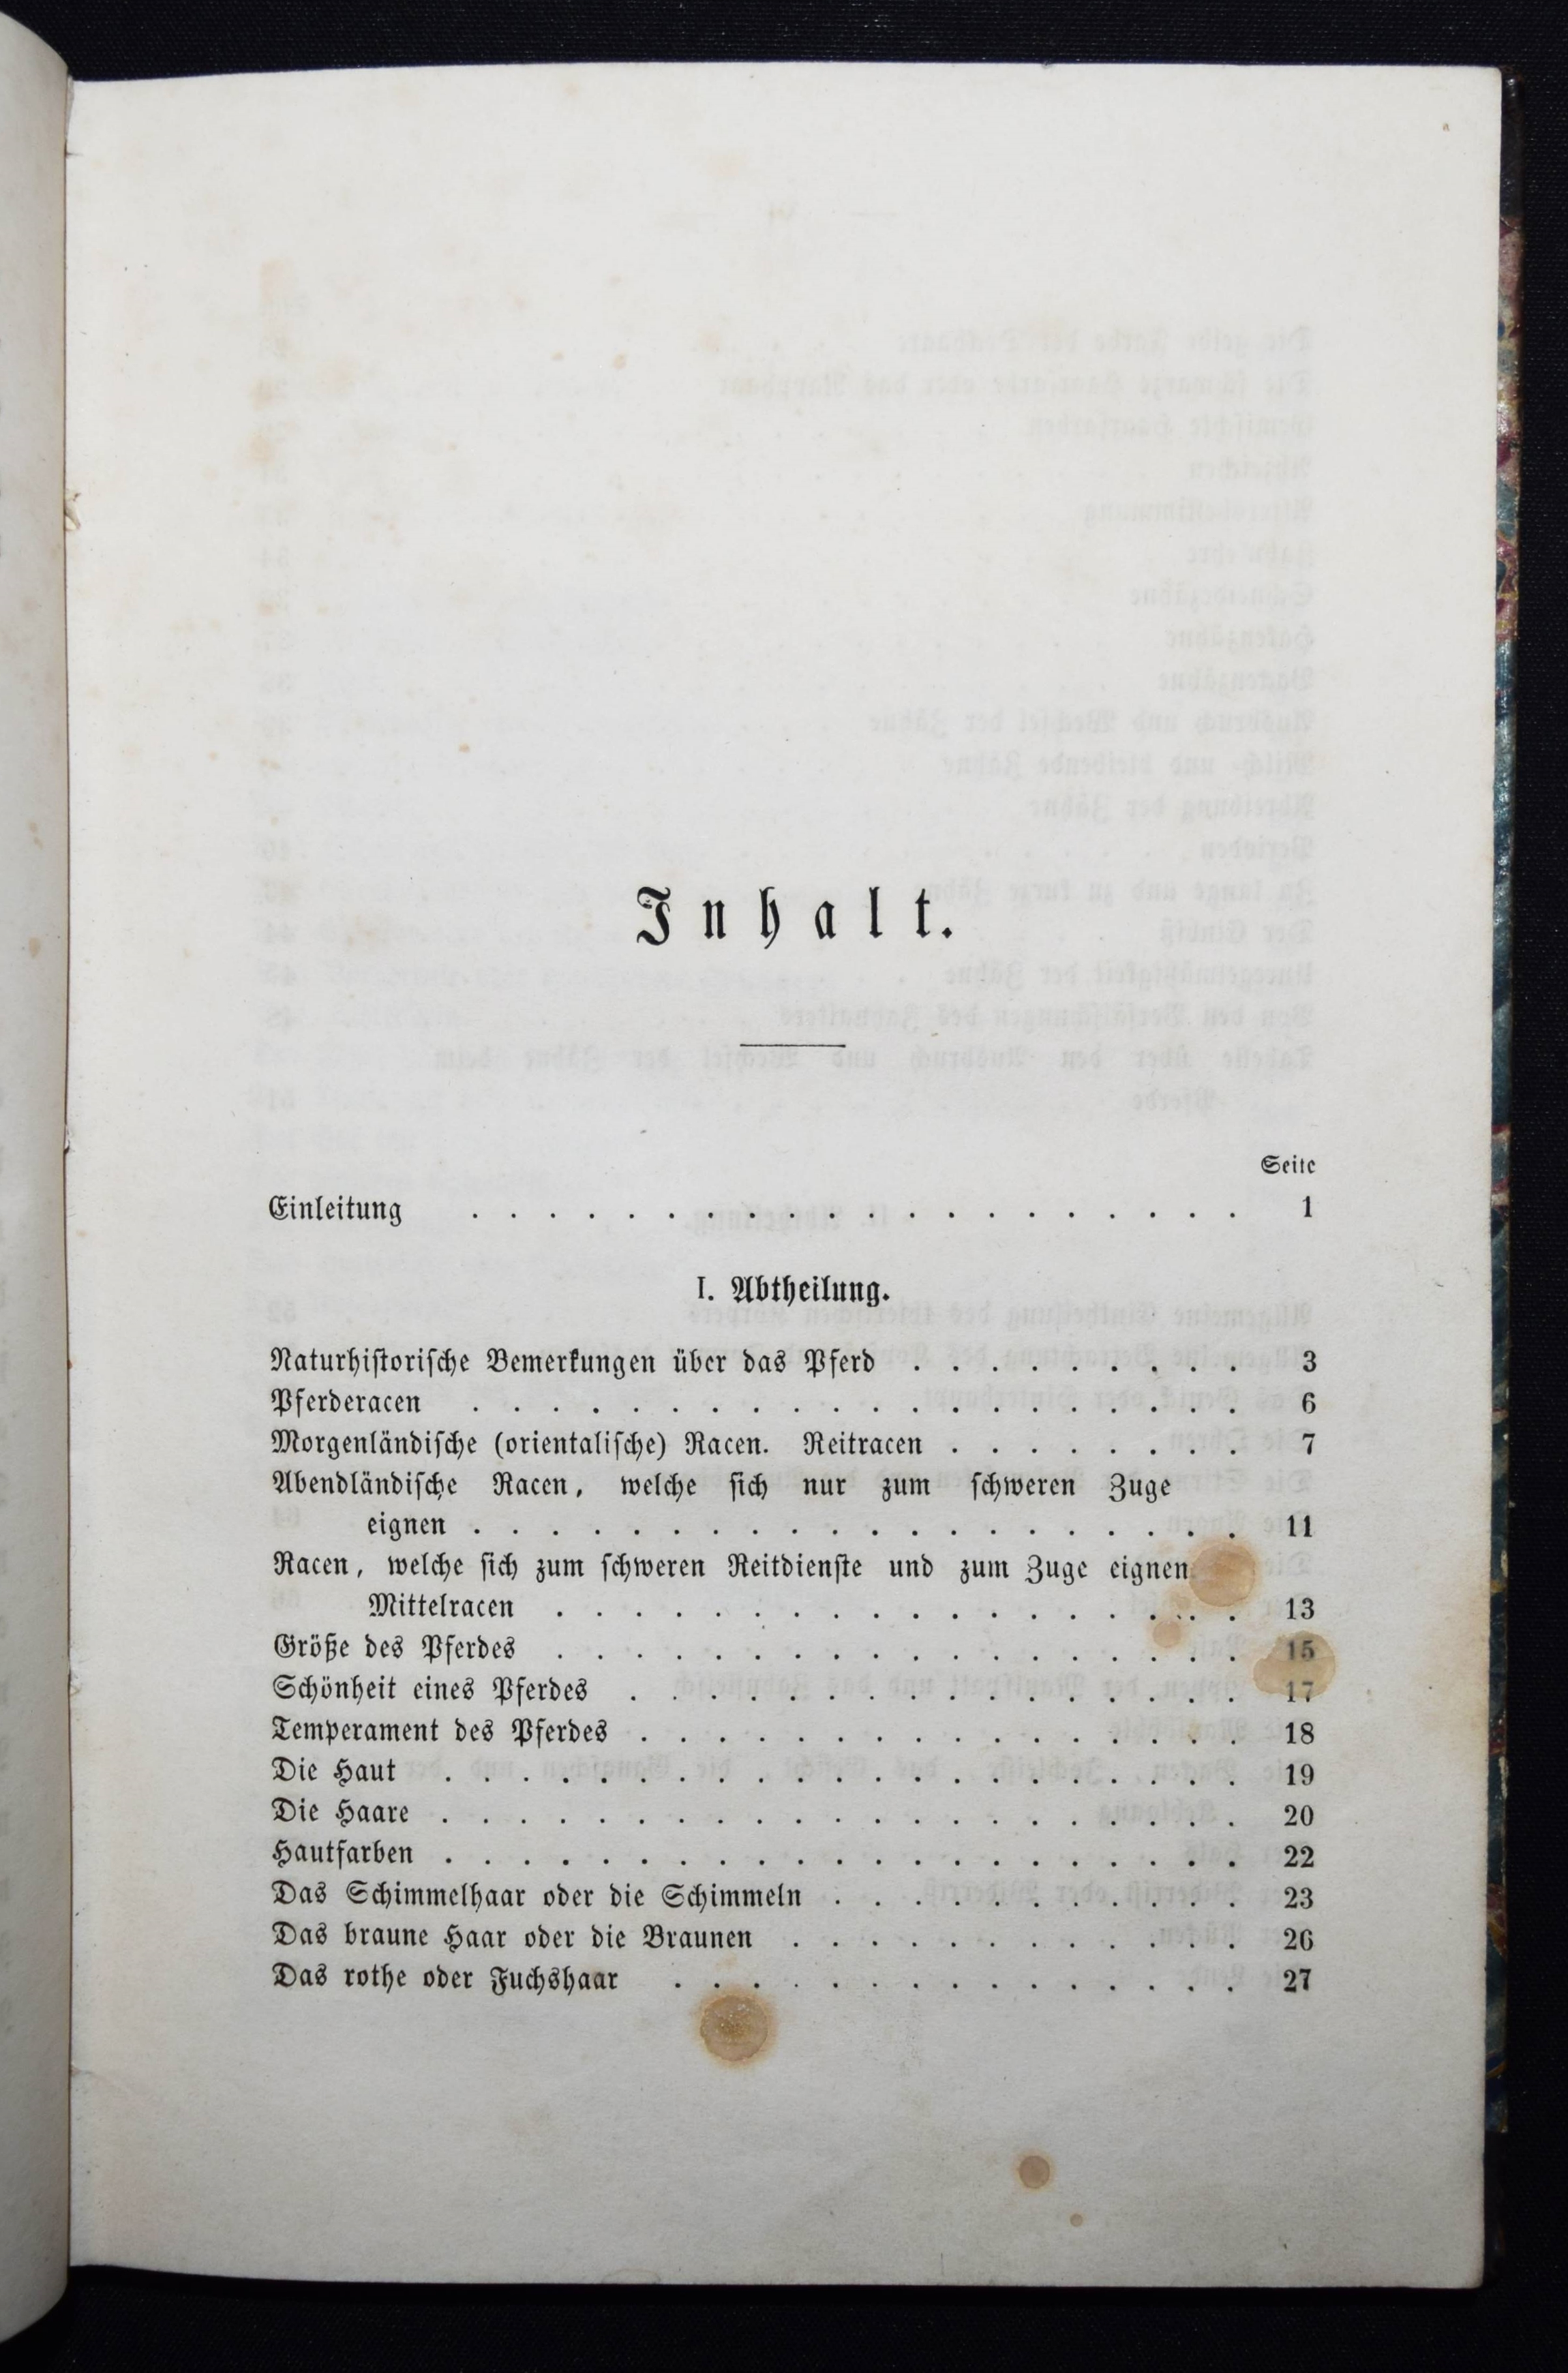 Inhalt.
Seite
Einleitung . . . . . . . . . . . . . . . . . . . . 1
I. Abtheilung.
Naturhistorische Bemerkungen über das Pferd . . . . . . . . . 3
Pferderacen . . . . . . . . . . . . . . . . . . . . 6
Morgenländische (orientalische) Racen. Reitracen . . . . . . . . 7
Abendländische Racen, welche sich nur zum schweren Zuge
eignen . . . . . . . . . . . . . . . . . . . . 11
Racen, welche sich zum schweren Reitdienste und zum Zuge eignen
Mittelracen . . . . . . . . . . . . . . . . . . 13
Größe des Pferdes . . . . . . . . . . . . . . . . . . 15
Schönheit eines Pferdes . . . . . . . . . . . . . . . . 17
Temperament des Pferdes . . . . . . . . . . . . . . . . 18
Die Haut . . . . . . . . . . . . . . . . . . . . . 19
Die Haare . . . . . . . . . . . . . . . . . . . . . 20
Hautfarben . . . . . . . . . . . . . . . . . . . . . 22
Das Schimmelhaar oder die Schimmeln . . . . . . . . . . . 23
Das braune Haar oder die Braunen . . . . . . . . . . . . 26
Das rothe oder Fuchshaar . . . . . . . . . . . . . . . 27